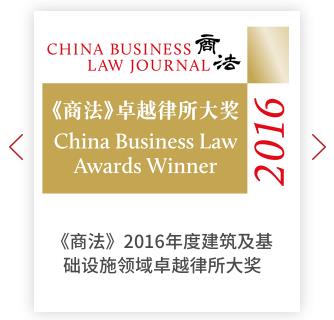 CHINA BUSINESS
LAW JOURNAL 商法
《商法》卓越律所大奖
China Business Law
Awards Winner
2016
《商法》2016年度建筑及基
础设施领域卓越律所大奖